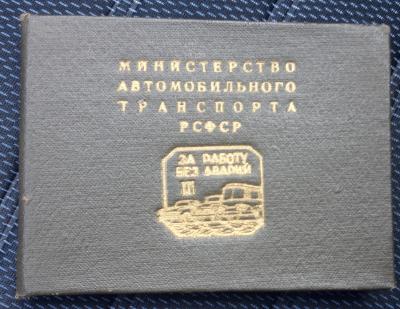 МИНИСТЕРСТВО
АВТОМОБИЛЬНОГО
ТРАНСПОРТА
РСФСР
ЗА РАБОТУ
БЕЗ АВАРИЙ
III